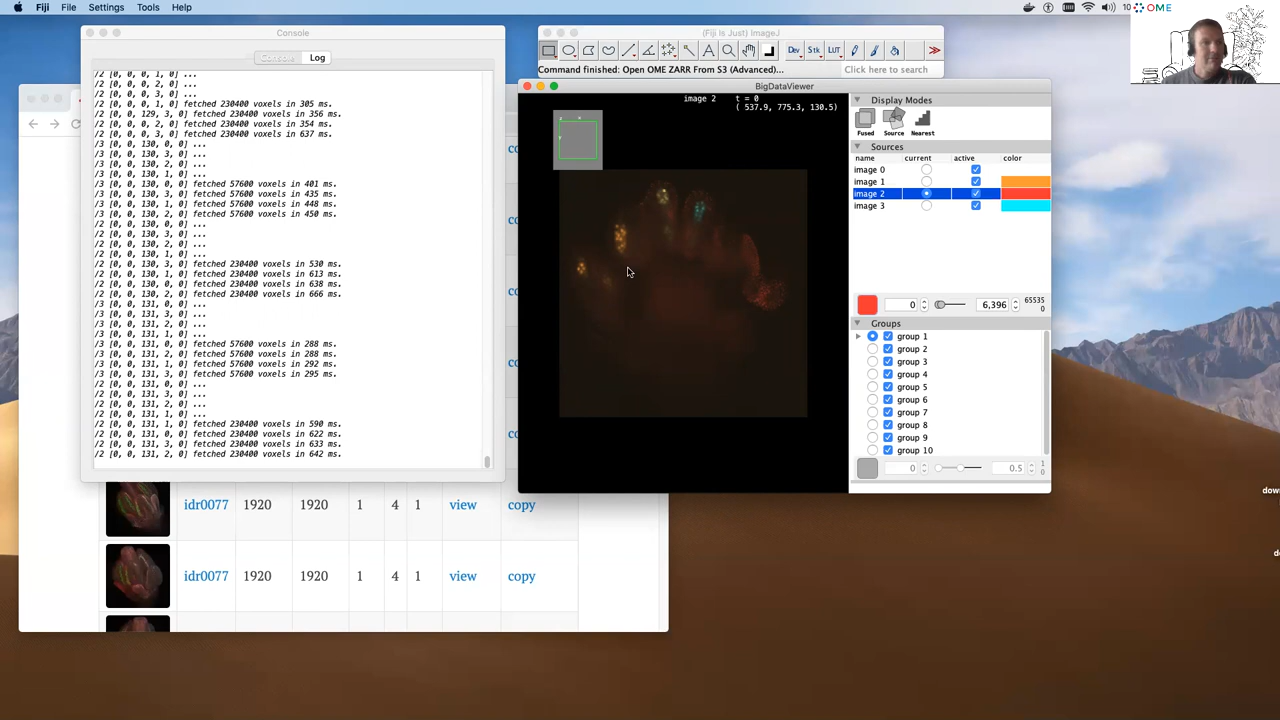 Fiji File Settings Tools Help
10
OME
Console
Console Log
/2 [0, 0, 0, 1, 0] ...
/2 [0, 0, 0, 2, 0] ...
/2 [0, 0, 0, 3, 0] ...
/2 [0, 0, 0, 1, 0] fetched 230400 voxels in 305 ms.
/2 [0, 0, 129, 3, 0] fetched 230400 voxels in 356 ms.
/2 [0, 0, 0, 2, 0] fetched 230400 voxels in 354 ms.
/2 [0, 0, 0, 3, 0] fetched 230400 voxels in 637 ms.
/3 [0, 0, 130, 0, 0] ...
/3 [0, 0, 130, 3, 0] ...
/3 [0, 0, 130, 2, 0] ...
/3 [0, 0, 130, 1, 0] ...
/3 [0, 0, 130, 0, 0] fetched 57600 voxels in 401 ms.
/3 [0, 0, 130, 3, 0] fetched 57600 voxels in 435 ms.
/3 [0, 0, 130, 1, 0] fetched 57600 voxels in 448 ms.
/3 [0, 0, 130, 2, 0] fetched 57600 voxels in 450 ms.
/2 [0, 0, 130, 3, 0] ...
/2 [0, 0, 130, 0, 0] ...
/2 [0, 0, 130, 2, 0] ...
/2 [0, 0, 130, 1, 0] ...
/2 [0, 0, 130, 3, 0] fetched 230400 voxels in 530 ms.
/2 [0, 0, 130, 1, 0] fetched 230400 voxels in 613 ms.
/2 [0, 0, 130, 0, 0] fetched 230400 voxels in 638 ms.
/2 [0, 0, 130, 2, 0] fetched 230400 voxels in 666 ms.
/3 [0, 0, 131, 0, 0] ...
/3 [0, 0, 131, 3, 0] ...
/3 [0, 0, 131, 2, 0] ...
/3 [0, 0, 131, 1, 0] ...
/3 [0, 0, 131, 0, 0] fetched 57600 voxels in 288 ms.
/3 [0, 0, 131, 2, 0] fetched 57600 voxels in 288 ms.
/3 [0, 0, 131, 1, 0] fetched 57600 voxels in 292 ms.
/3 [0, 0, 131, 3, 0] fetched 57600 voxels in 295 ms.
/2 [0, 0, 131, 0, 0] ...
/2 [0, 0, 131, 3, 0] ...
/2 [0, 0, 131, 2, 0] ...
/2 [0, 0, 131, 1, 0] ...
/2 [0, 0, 131, 1, 0] fetched 230400 voxels in 590 ms.
/2 [0, 0, 131, 0, 0] fetched 230400 voxels in 622 ms.
/2 [0, 0, 131, 3, 0] fetched 230400 voxels in 633 ms.
/2 [0, 0, 131, 2, 0] fetched 230400 voxels in 642 ms.
(Fiji Is Just) ImageJ
Dev Stk LUT
Command finished: Open OME ZARR From S3 (Advanced)...
Click here to search
BigDataViewer
image 2 t = 0
( 537.9, 775.3, 130.5)
Display Modes
Fused Source Nearest
Sources
name current active color
image 0
image 1
image 2
image 3
0 6,396 65535
0
Groups
group 1
group 2
group 3
group 4
group 5
group 6
group 7
group 8
group 9
group 10
0 0.5 1
0
idr0077 1920 1920 1 4 1 view copy
idr0077 1920 1920 1 4 1 view copy
dow